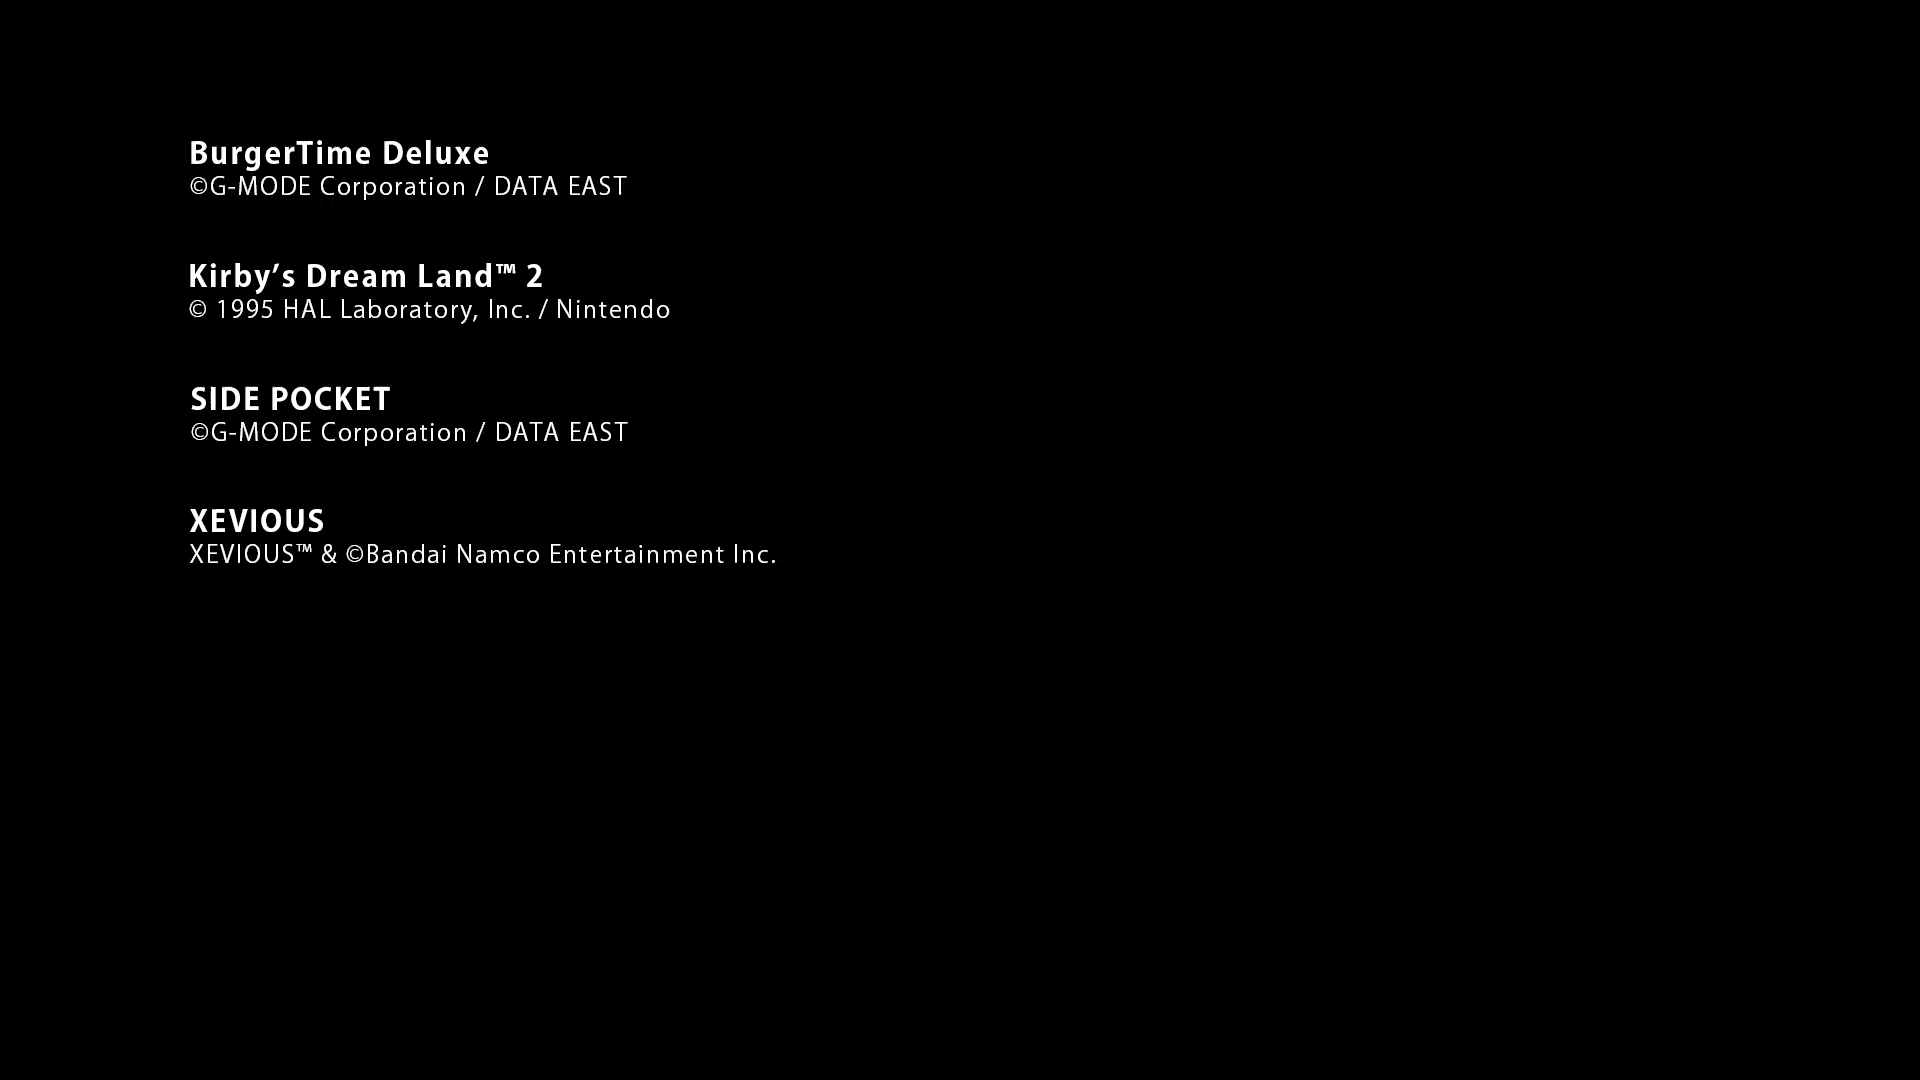 BurgerTime Deluxe
©G-MODE Corporation / DATA EAST
Kirby’s Dream Land™ 2
© 1995 HAL Laboratory, Inc. / Nintendo
SIDE POCKET
©G-MODE Corporation / DATA EAST
XEVIOUS
XEVIOUS™ & ©Bandai Namco Entertainment Inc.